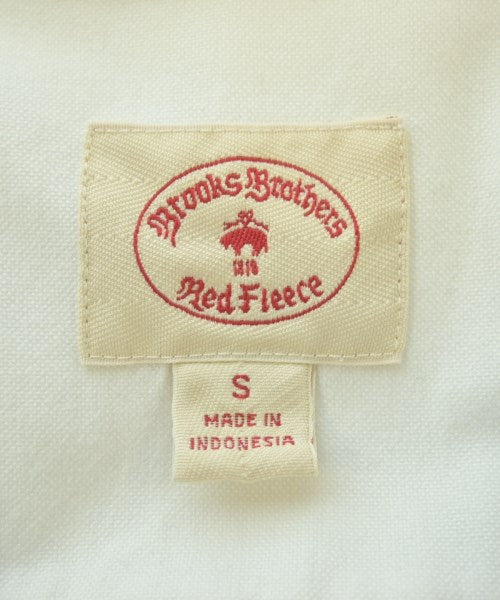 Brooks Brothers
1818
Red Fleece
S
MADE IN
INDONESIA